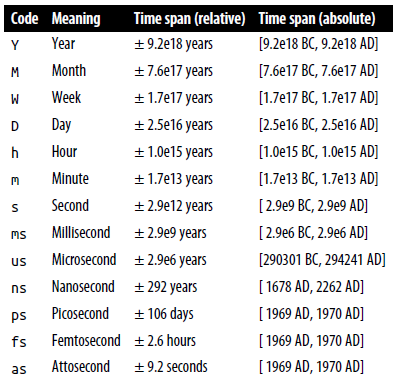 Code Meaning Time span (relative) Time span (absolute)
Y Year ± 9.2e18 years [9.2e18 BC, 9.2e18 AD]
M Month ± 7.6e17 years [7.6e17 BC, 7.6e17 AD]
W Week ± 1.7e17 years [1.7e17 BC, 1.7e17 AD]
D Day ± 2.5e16 years [2.5e16 BC, 2.5e16 AD]
h Hour ± 1.0e15 years [1.0e15 BC, 1.0e15 AD]
m Minute ± 1.7e13 years [1.7e13 BC, 1.7e13 AD]
s Second ± 2.9e12 years [ 2.9e9 BC, 2.9e9 AD]
ms Millisecond ± 2.9e9 years [ 2.9e6 BC, 2.9e6 AD]
us Microsecond ± 2.9e6 years [290301 BC, 294241 AD]
ns Nanosecond ± 292 years [ 1678 AD, 2262 AD]
ps Picosecond ± 106 days [ 1969 AD, 1970 AD]
fs Femtosecond ± 2.6 hours [ 1969 AD, 1970 AD]
as Attosecond ± 9.2 seconds [ 1969 AD, 1970 AD]